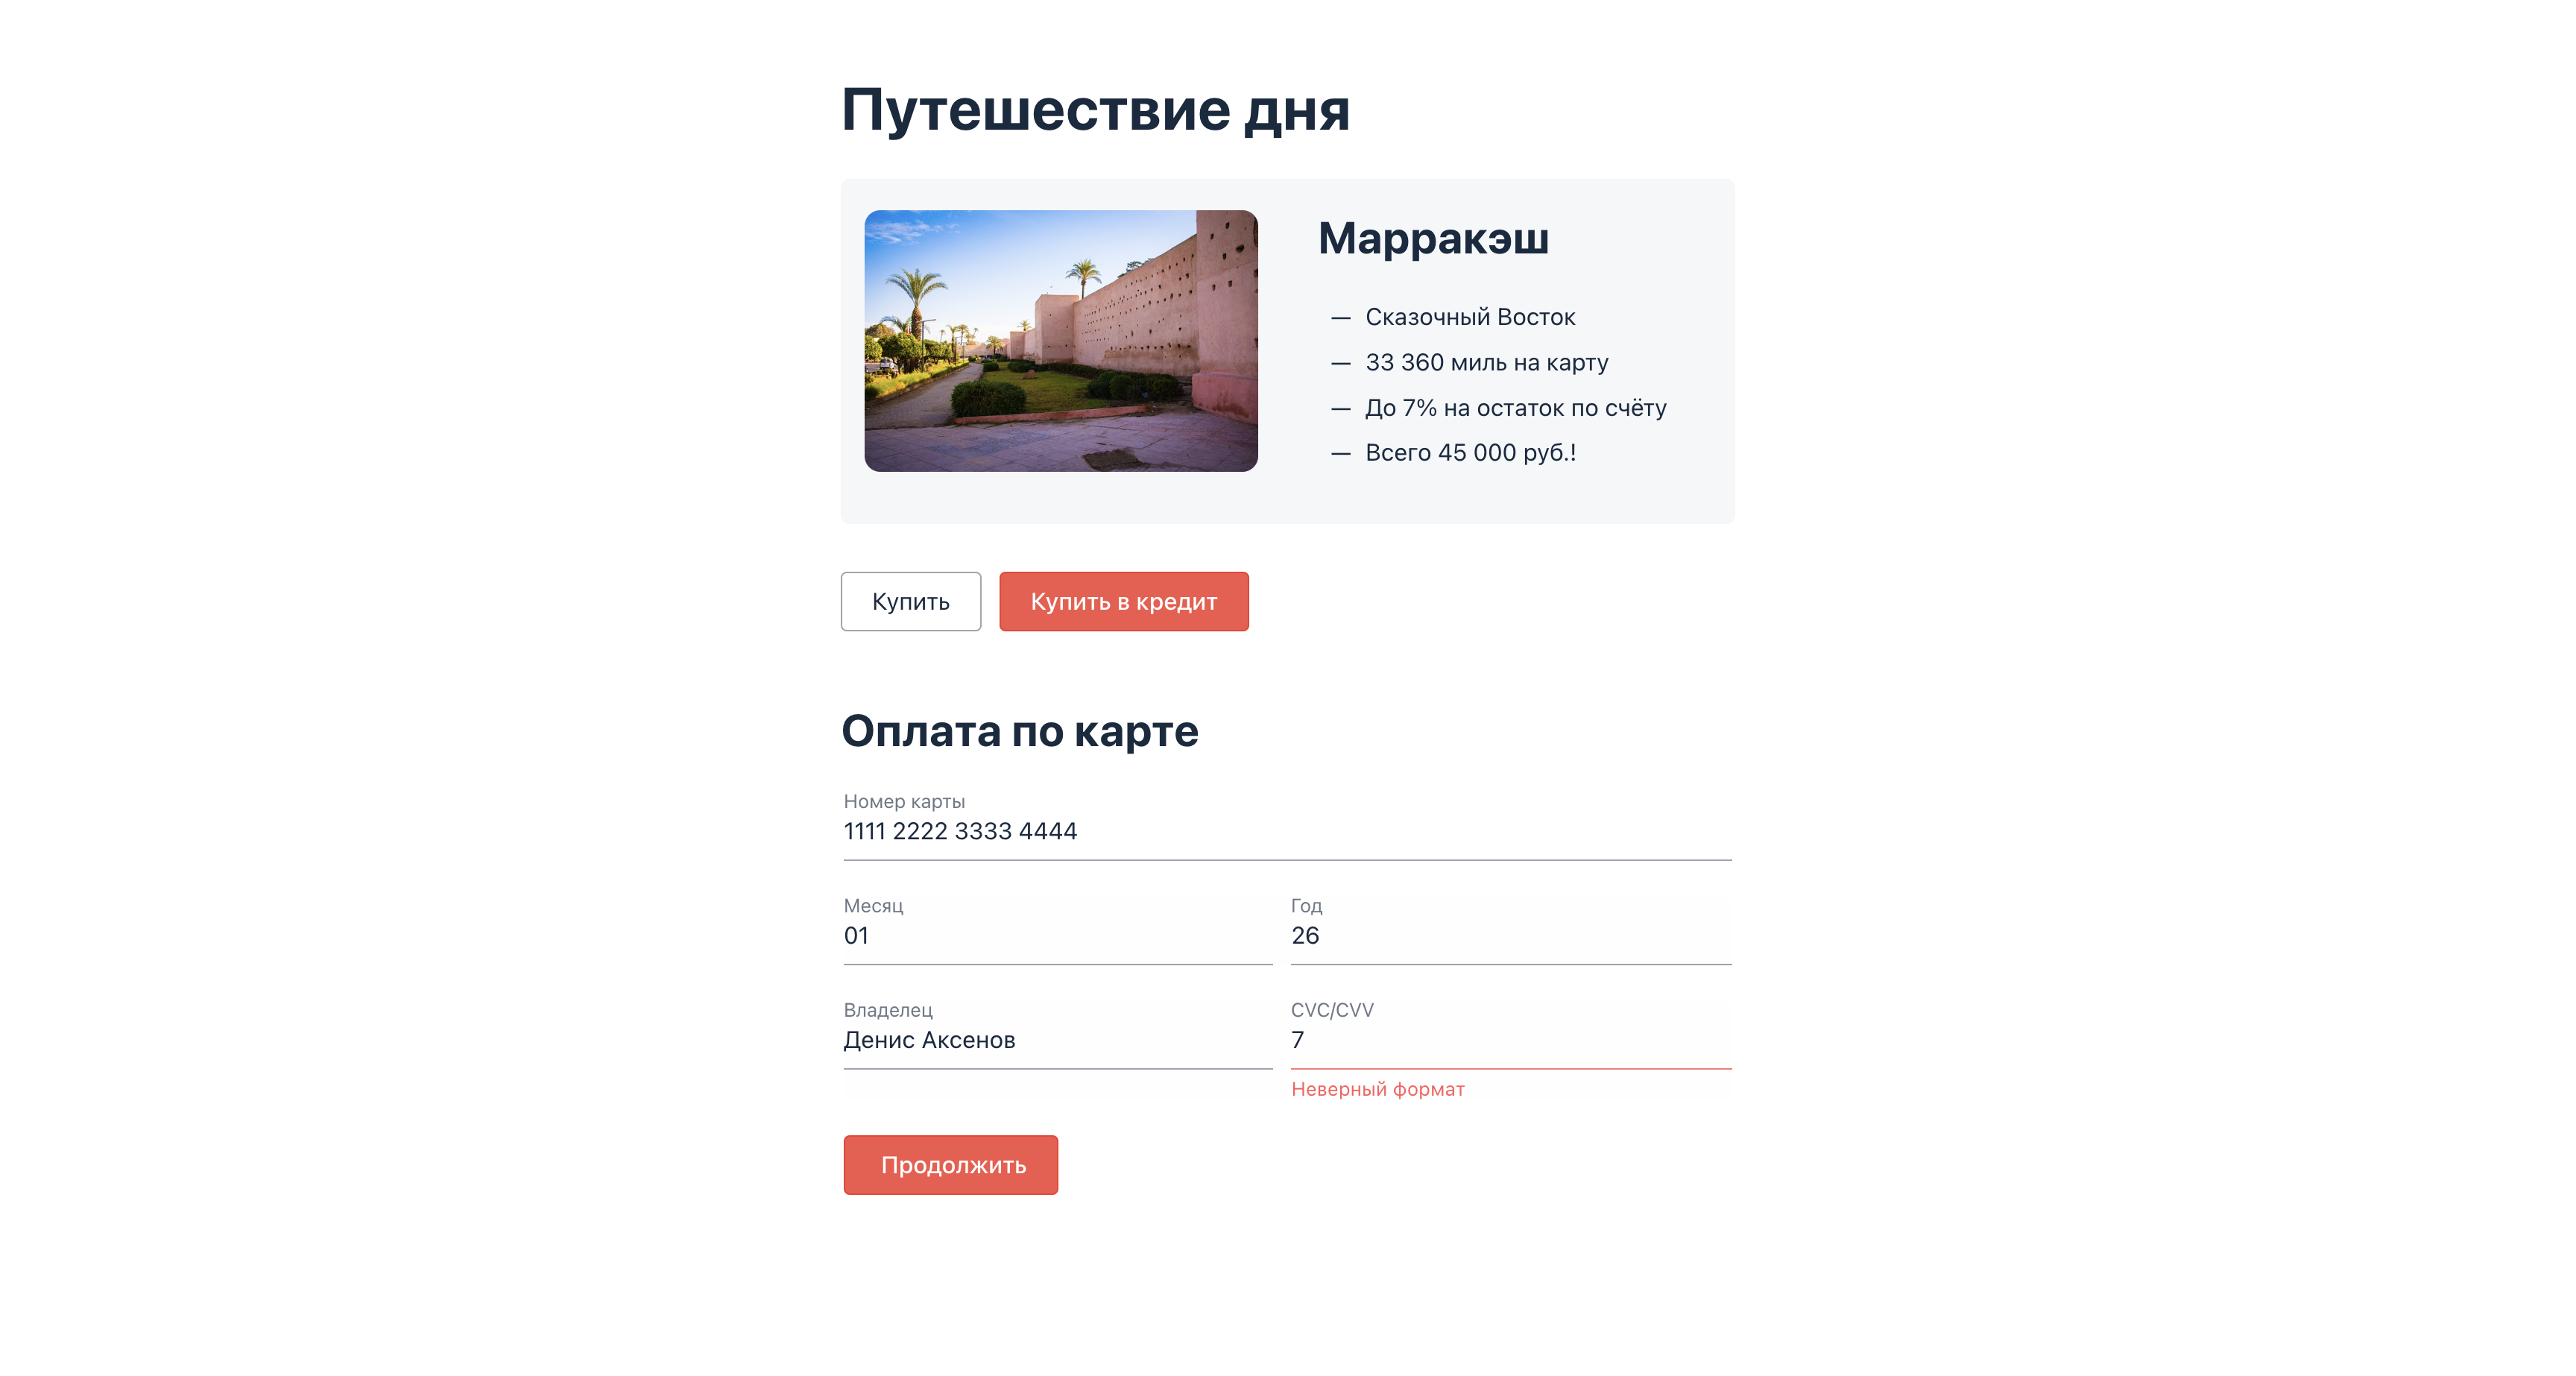 Путешествие дня
Марракэш
— Сказочный Восток
— 33 360 миль на карту
— До 7% на остаток по счёту
— Всего 45 000 руб.!
Купить
Купить в кредит
Оплата по карте
Номер карты
1111 2222 3333 4444
Месяц
01
Год
26
Владелец
Денис Аксенов
CVC/CVV
7
Неверный формат
Продолжить